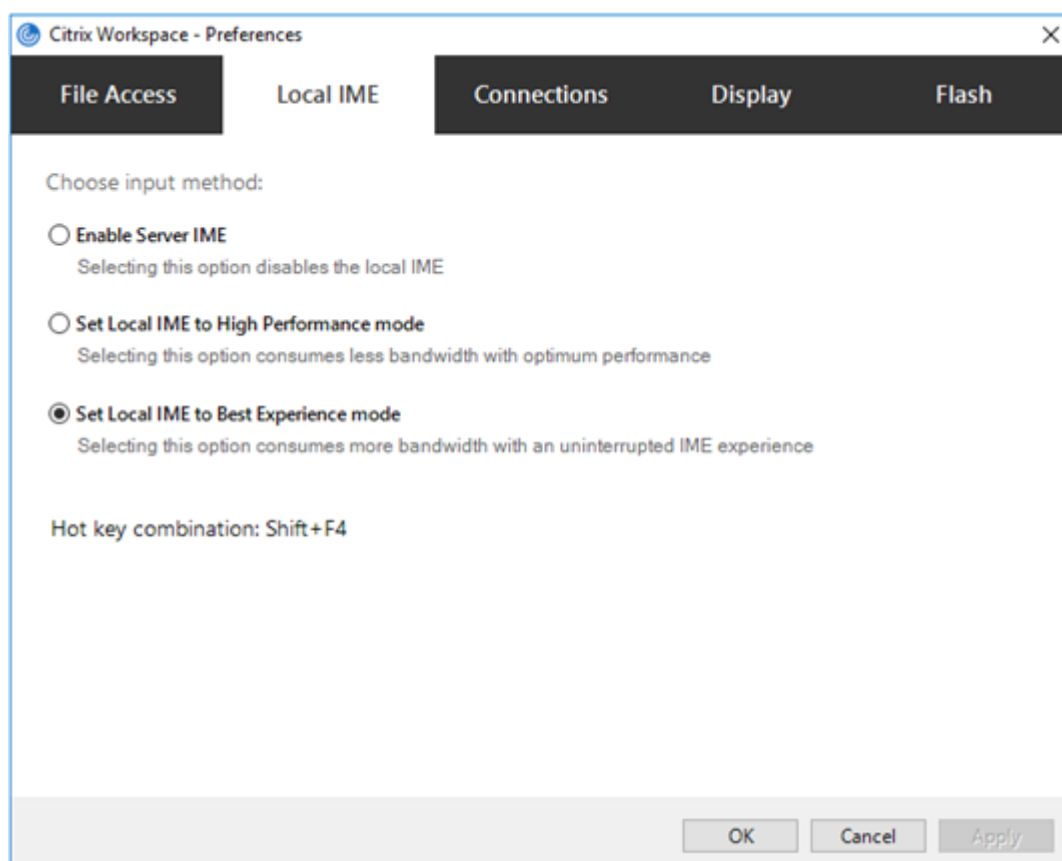 Citrix Workspace - Preferences
File Access Local IME Connections Display Flash
Choose input method:
Enable Server IME
Selecting this option disables the local IME
Set Local IME to High Performance mode
Selecting this option consumes less bandwidth with optimum performance
Set Local IME to Best Experience mode
Selecting this option consumes more bandwidth with an uninterrupted IME experience
Hot key combination: Shift+F4
OK Cancel Apply